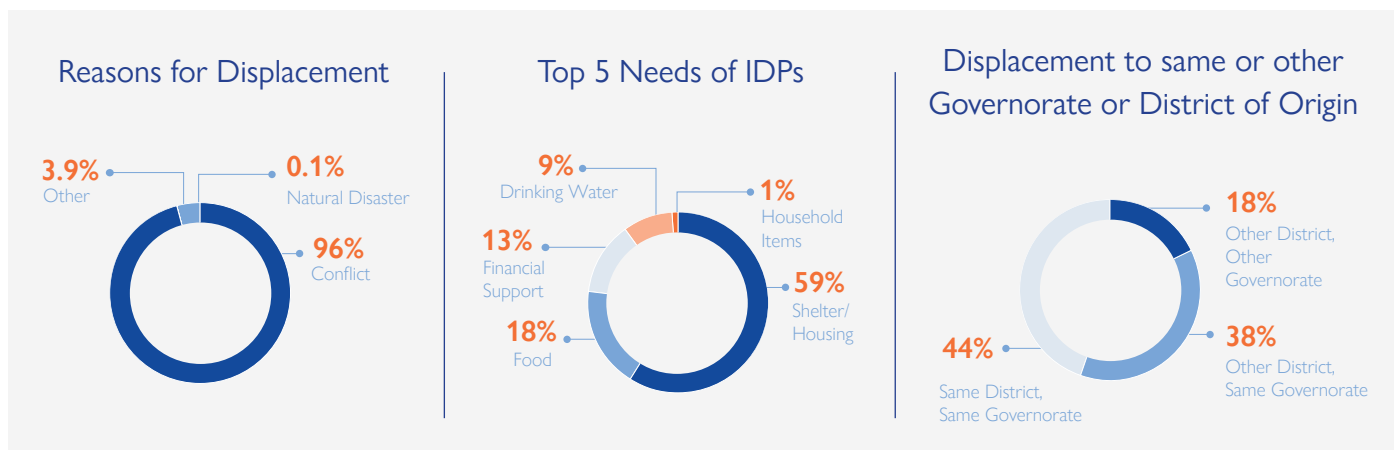 Reasons for Displacement
3.9%
Other
0.1%
Natural Disaster
96%
Conflict
Top 5 Needs of IDPs
9%
Drinking Water
1%
Household
Items
13%
Financial
Support
59%
Shelter/
Housing
18%
Food
Displacement to same or other
Governorate or District of Origin
18%
Other District,
Other
Governorate
38%
Other District,
Same Governorate
44%
Same District,
Same Governorate